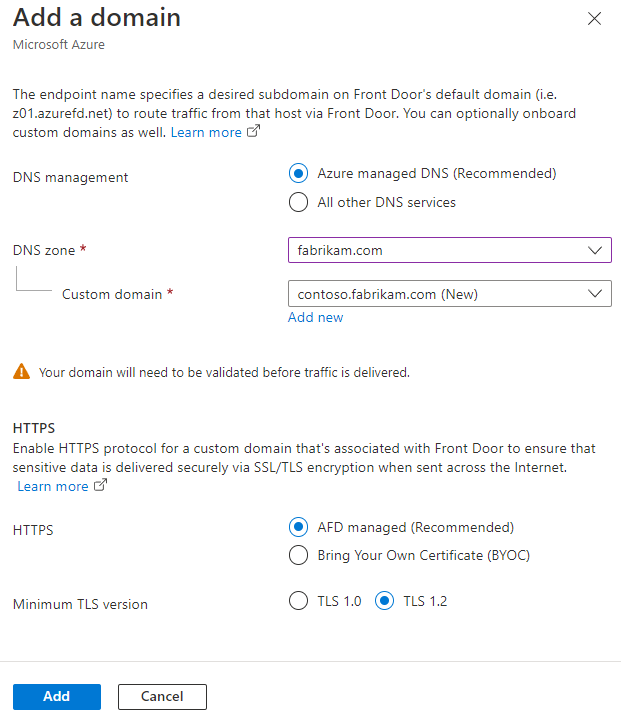 Add a domain
Microsoft Azure
The endpoint name specifies a desired subdomain on Front Door's default domain (i.e.
z01.azurefd.net) to route traffic from that host via Front Door. You can optionally onboard
custom domains as well. Learn more
DNS management
Azure managed DNS (Recommended)
All other DNS services
DNS zone *
fabrikam.com
Custom domain *
contoso.fabrikam.com (New)
Add new
Your domain will need to be validated before traffic is delivered.
HTTPS
Enable HTTPS protocol for a custom domain that's associated with Front Door to ensure that
sensitive data is delivered securely via SSL/TLS encryption when sent across the Internet.
Learn more
HTTPS
AFD managed (Recommended)
Bring Your Own Certificate (BYOC)
Minimum TLS version
TLS 1.0 TLS 1.2
Add Cancel